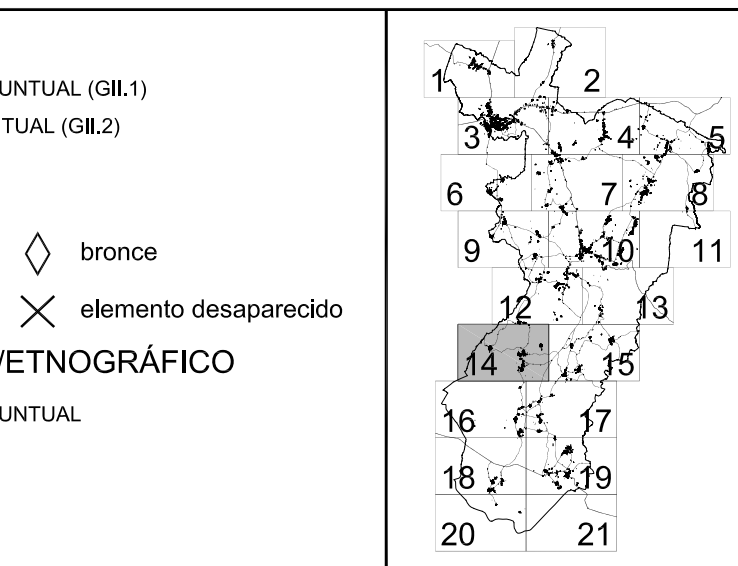 UNTUAL (GII.1)
TUAL (GII.2)
bronce
elemento desaparecido
/ETNOGRÁFICO
UNTUAL
1 2
3 4 5
6 7 8
9 10 11
12 13
14 15
16 17
18 19
20 21